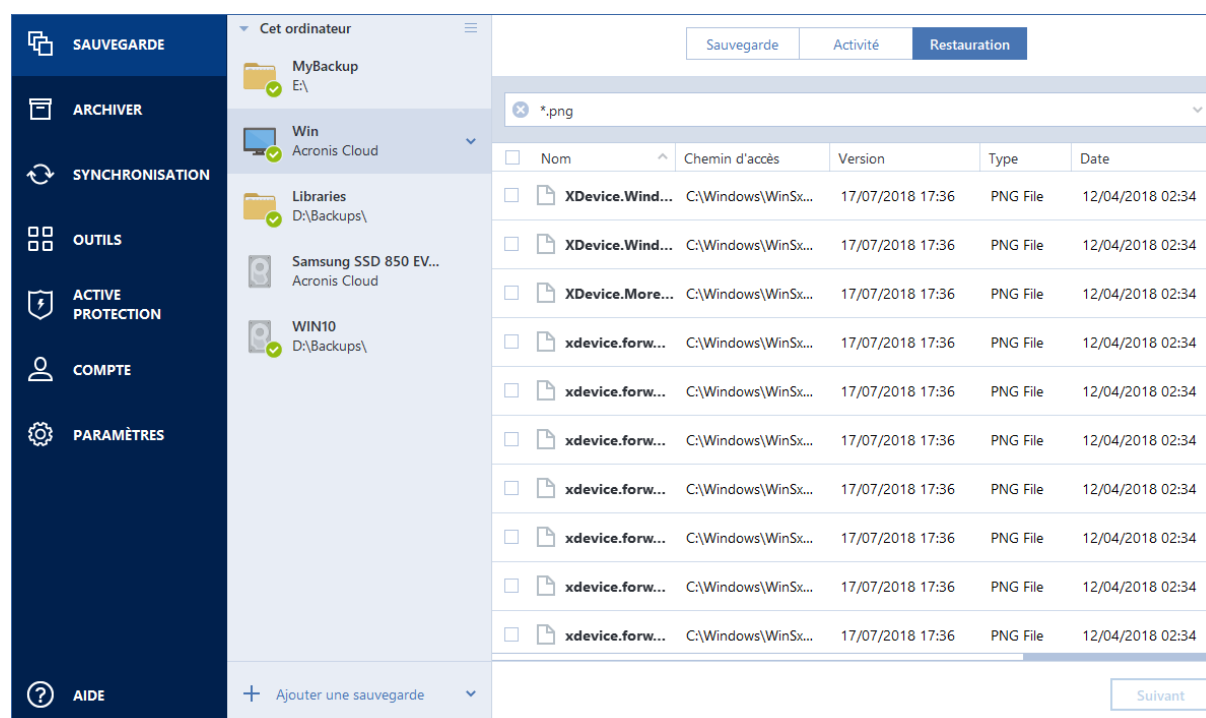 SAUVEGARDE
ARCHIVER
SYNCHRONISATION
OUTILS
ACTIVE
PROTECTION
COMPTE
PARAMÈTRES
AIDE
Cet ordinateur
MyBackup
E:\
Win
Acronis Cloud
Libraries
D:\Backups\
Samsung SSD 850 EV...
Acronis Cloud
WIN10
D:\Backups\
Ajouter une sauvegarde
Sauvegarde Activité Restauration
*.png
Nom Chemin d'accès Version Type Date
XDevice.Wind... C:\Windows\WinSx... 17/07/2018 17:36 PNG File 12/04/2018 02:34
XDevice.Wind... C:\Windows\WinSx... 17/07/2018 17:36 PNG File 12/04/2018 02:34
XDevice.More... C:\Windows\WinSx... 17/07/2018 17:36 PNG File 12/04/2018 02:34
xdevice.forw... C:\Windows\WinSx... 17/07/2018 17:36 PNG File 12/04/2018 02:34
xdevice.forw... C:\Windows\WinSx... 17/07/2018 17:36 PNG File 12/04/2018 02:34
xdevice.forw... C:\Windows\WinSx... 17/07/2018 17:36 PNG File 12/04/2018 02:34
xdevice.forw... C:\Windows\WinSx... 17/07/2018 17:36 PNG File 12/04/2018 02:34
xdevice.forw... C:\Windows\WinSx... 17/07/2018 17:36 PNG File 12/04/2018 02:34
xdevice.forw... C:\Windows\WinSx... 17/07/2018 17:36 PNG File 12/04/2018 02:34
xdevice.forw... C:\Windows\WinSx... 17/07/2018 17:36 PNG File 12/04/2018 02:34
Suivant